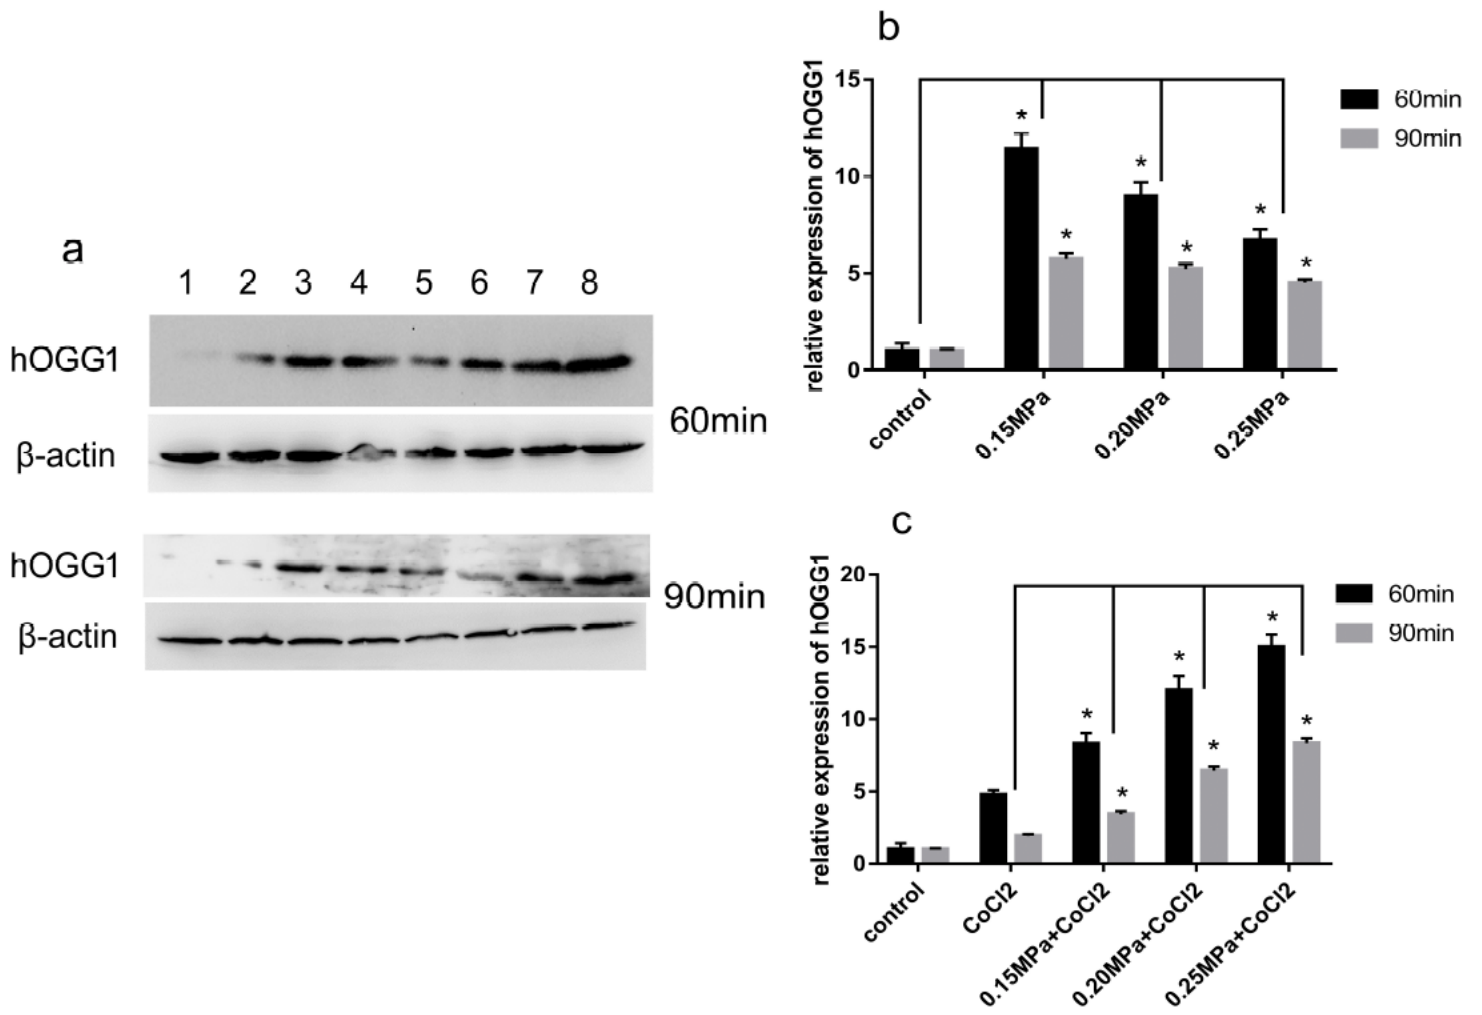 a
1 2 3 4 5 6 7 8
hOGG1
β-actin
60min
hOGG1
β-actin
90min
b
relative expression of hOGG1
15
10
5
0
* * * * * *
control 0.15MPa 0.20MPa 0.25MPa
60min
90min
c
relative expression of hOGG1
20
15
10
5
0
* * * * * *
control CoCl2 0.15MPa+CoCl2 0.20MPa+CoCl2 0.25MPa+CoCl2
60min
90min